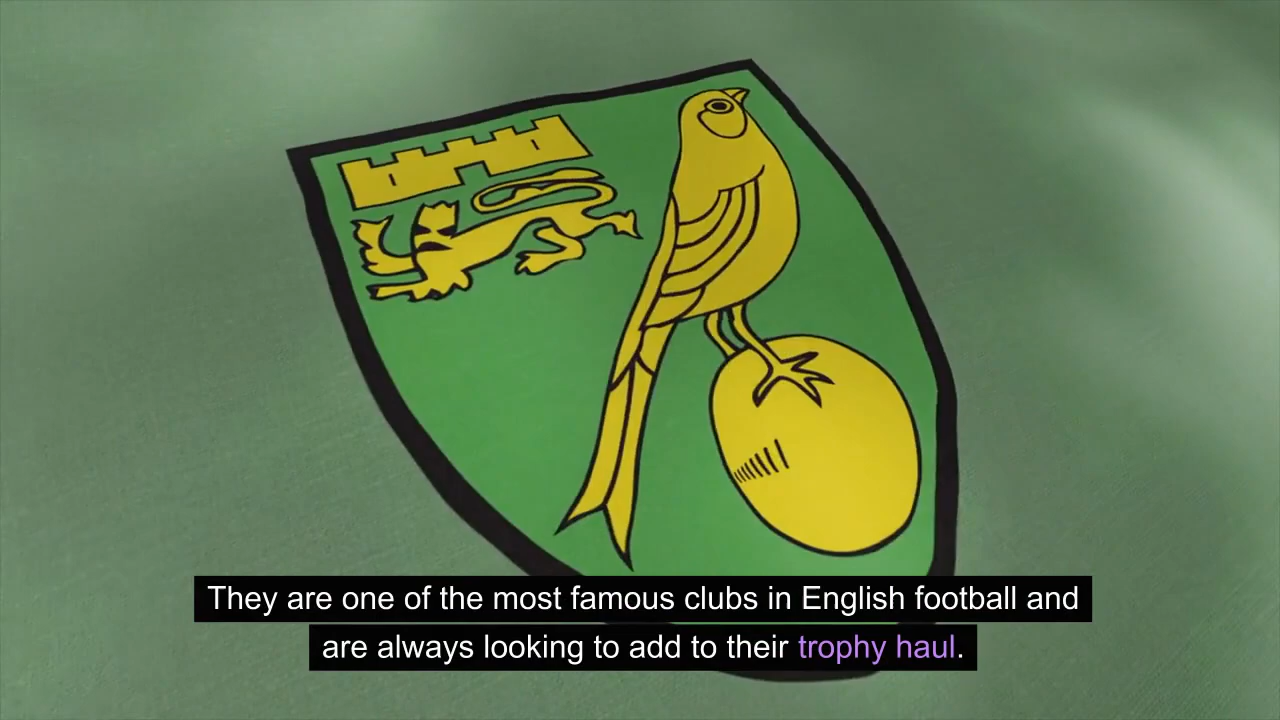 They are one of the most famous clubs in English football and
are always looking to add to their trophy haul.